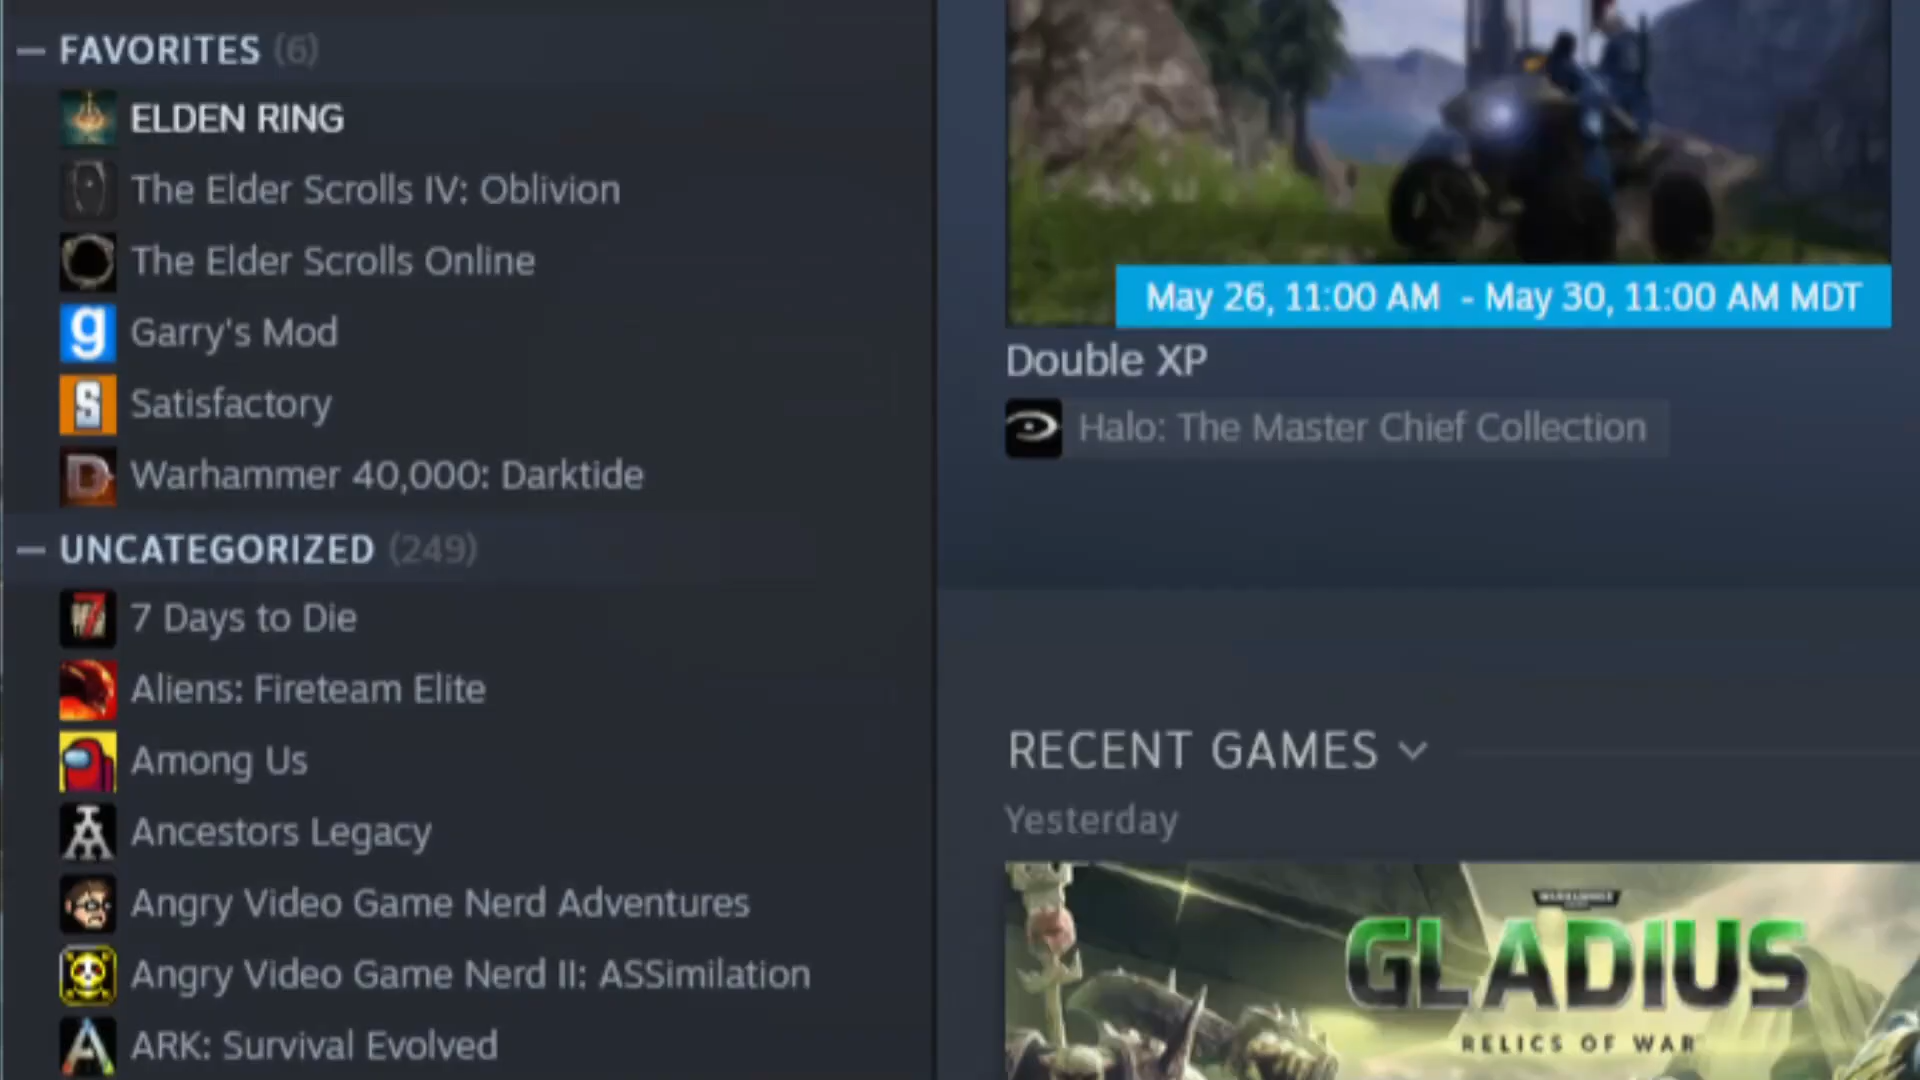 FAVORITES (6)
ELDEN RING
The Elder Scrolls IV: Oblivion
The Elder Scrolls Online
Garry's Mod
Satisfactory
Warhammer 40,000: Darktide
UNCATEGORIZED (249)
7 Days to Die
Aliens: Fireteam Elite
Among Us
Ancestors Legacy
Angry Video Game Nerd Adventures
Angry Video Game Nerd II: ASSimilation
ARK: Survival Evolved
May 26, 11:00 AM - May 30, 11:00 AM MDT
Double XP
Halo: The Master Chief Collection
RECENT GAMES
Yesterday
WARHAMMER
GLADIUS
RELICS OF WAR